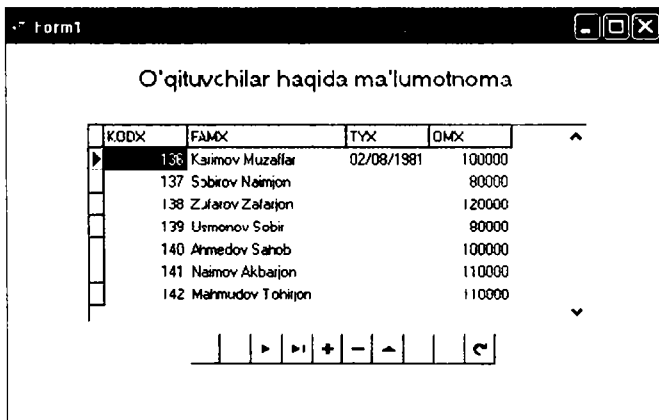 Form1
O'qituvchilar haqida ma'lumotnoma
KODX FAMX TYX OMX
136 Karimov Muzaffar 02/08/1981 100000
137 Sobirov Naimjon 80000
138 Zufarov Zafarjon 120000
139 Usmonov Sobir 80000
140 Ahmedov Sahob 100000
141 Naimov Akbarjon 110000
142 Mahmudov Tohirjon 110000